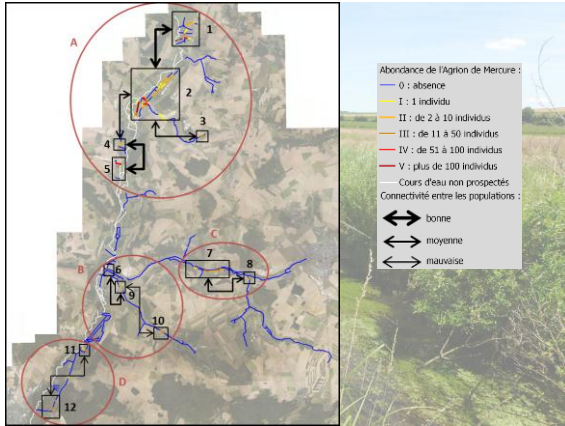 A
1
2
3
4
5
B
C
6
7
8
9
10
11
D
12
Abondance de l'Agrion de Mercure :
0 : absence
I : 1 individu
II : de 2 à 10 individus
III : de 11 à 50 individus
IV : de 51 à 100 individus
V : plus de 100 individus
Cours d'eau non prospectés
Connectivité entre les populations :
bonne
moyenne
mauvaise